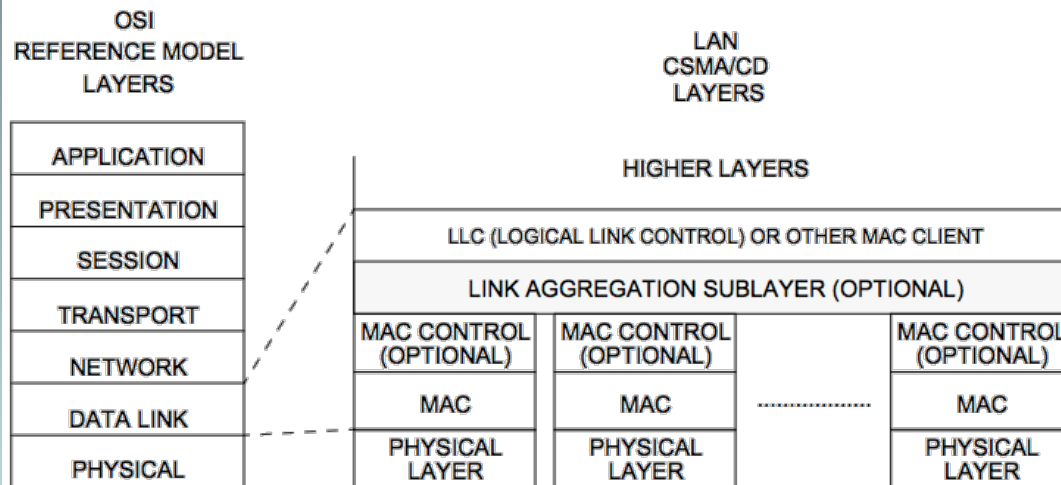 OSI
REFERENCE MODEL
LAYERS
APPLICATION
PRESENTATION
SESSION
TRANSPORT
NETWORK
DATA LINK
PHYSICAL
LAN
CSMA/CD
LAYERS
HIGHER LAYERS
LLC (LOGICAL LINK CONTROL) OR OTHER MAC CLIENT
LINK AGGREGATION SUBLAYER (OPTIONAL)
MAC CONTROL
(OPTIONAL)
MAC
PHYSICAL
LAYER
MAC CONTROL
(OPTIONAL)
MAC
PHYSICAL
LAYER
MAC CONTROL
(OPTIONAL)
MAC
PHYSICAL
LAYER